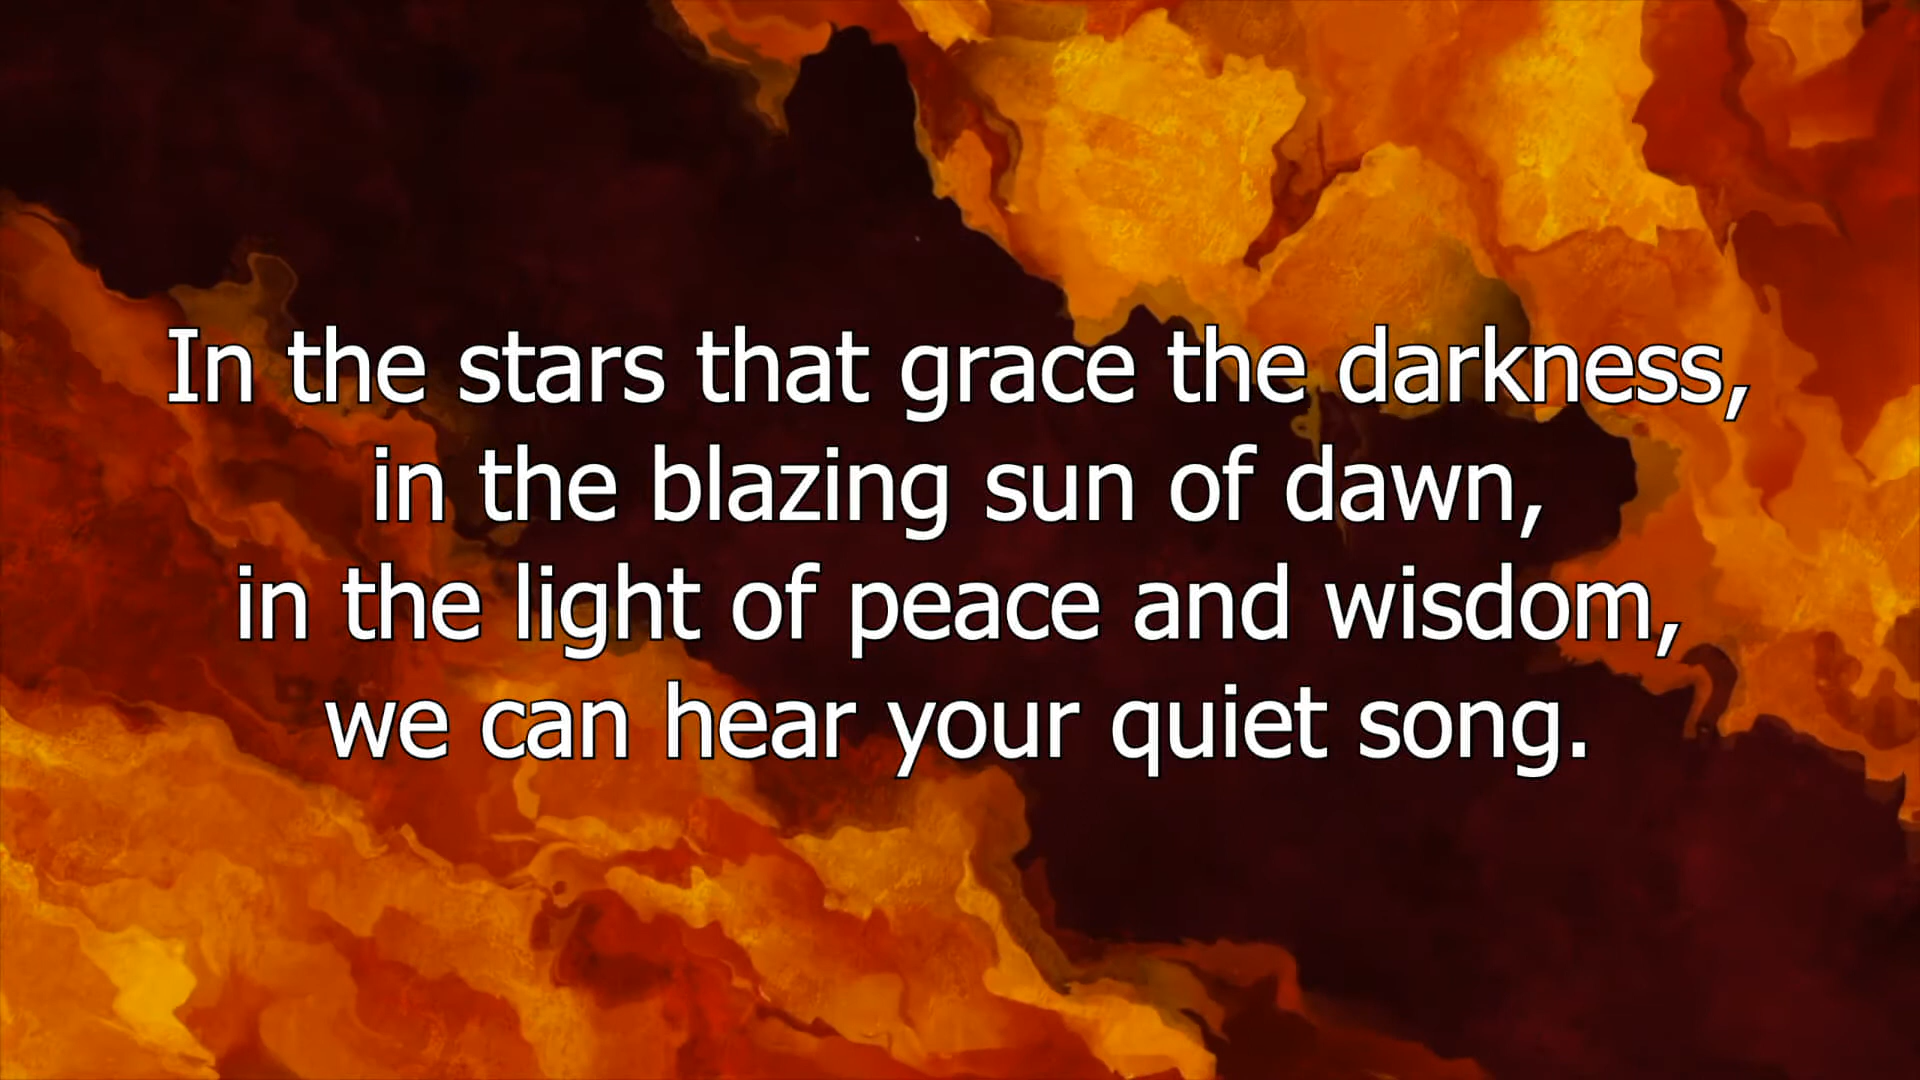 In the stars that grace the darkness,
in the blazing sun of dawn,
in the light of peace and wisdom,
we can hear your quiet song.